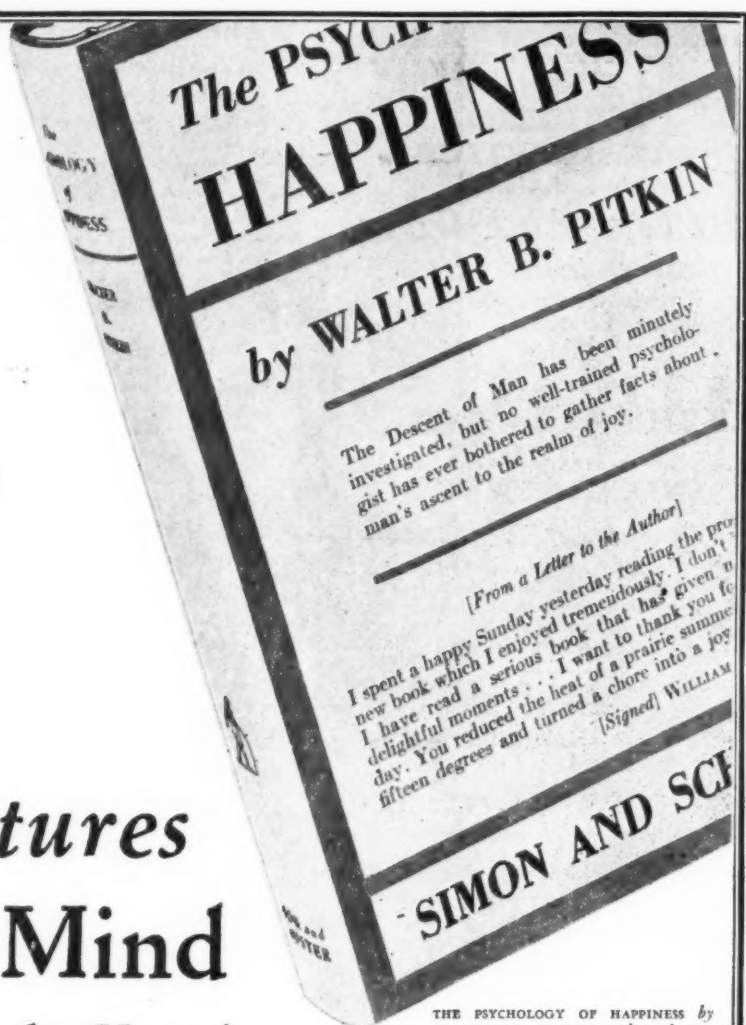 The PSYCH
HAPPINESS
by WALTER B. PITKIN
The Descent of Man has been minutely
investigated, but no well-trained psycholo-
gist has ever bothered to gather facts about
man's ascent to the realm of joy.
[From a Letter to the Author]
I spent a happy Sunday yesterday reading the pro
new book which I enjoyed tremendously. I don't
I have read a serious book that has given
delightful moments . . . I want to thank you fo
day. You reduced the heat of a prairie summe
fifteen degrees and turned a chore into a joy
[Signed] WILLIAM
SIMON AND SCH
The
of
and
tures
Mind
THE PSYCHOLOGY OF HAPPINESS by